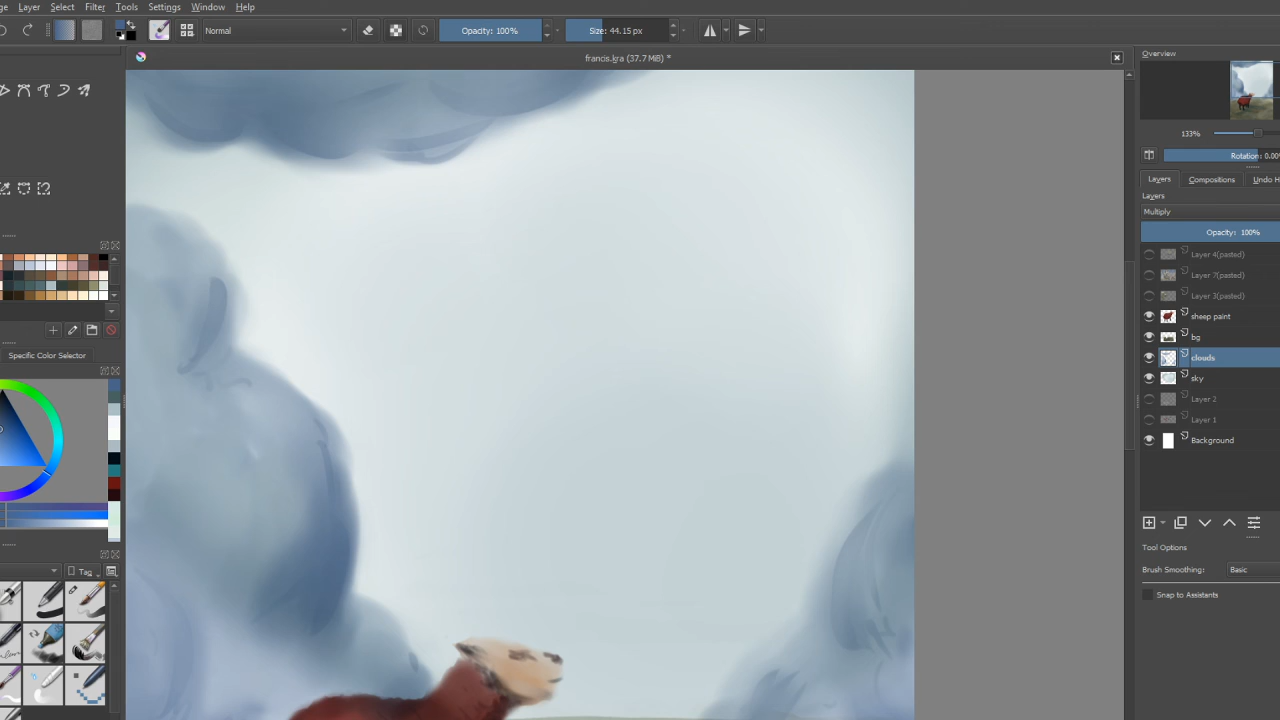 ge Layer Select Filter Tools Settings Window Help
Normal Opacity: 100% Size: 44.15 px
francis.kra (37.7 MiB) *
Overview
133%
Rotation: 0.00
Layers Compositions Undo H
Layers
Multiply
Opacity: 100%
Layer 4(pasted)
Layer 7(pasted)
Layer 3(pasted)
sheep paint
bg
clouds
sky
Layer 2
Layer 1
Background
Specific Color Selector
Tag
Tool Options
Brush Smoothing: Basic
Snap to Assistants